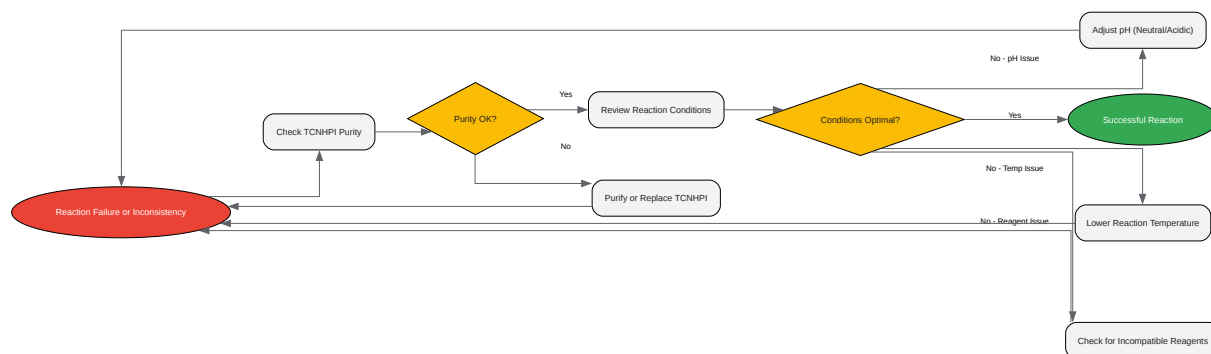 Adjust pH (Neutral/Acidic)
No - pH Issue
Yes
Review Reaction Conditions
Purity OK?
Conditions Optimal?
Yes
Successful Reaction
Check TCNHPI Purity
No
No - Temp Issue
Purify or Replace TCNHPI
Reaction Failure or Inconsistency
No - Reagent Issue
Lower Reaction Temperature
Check for Incompatible Reagents